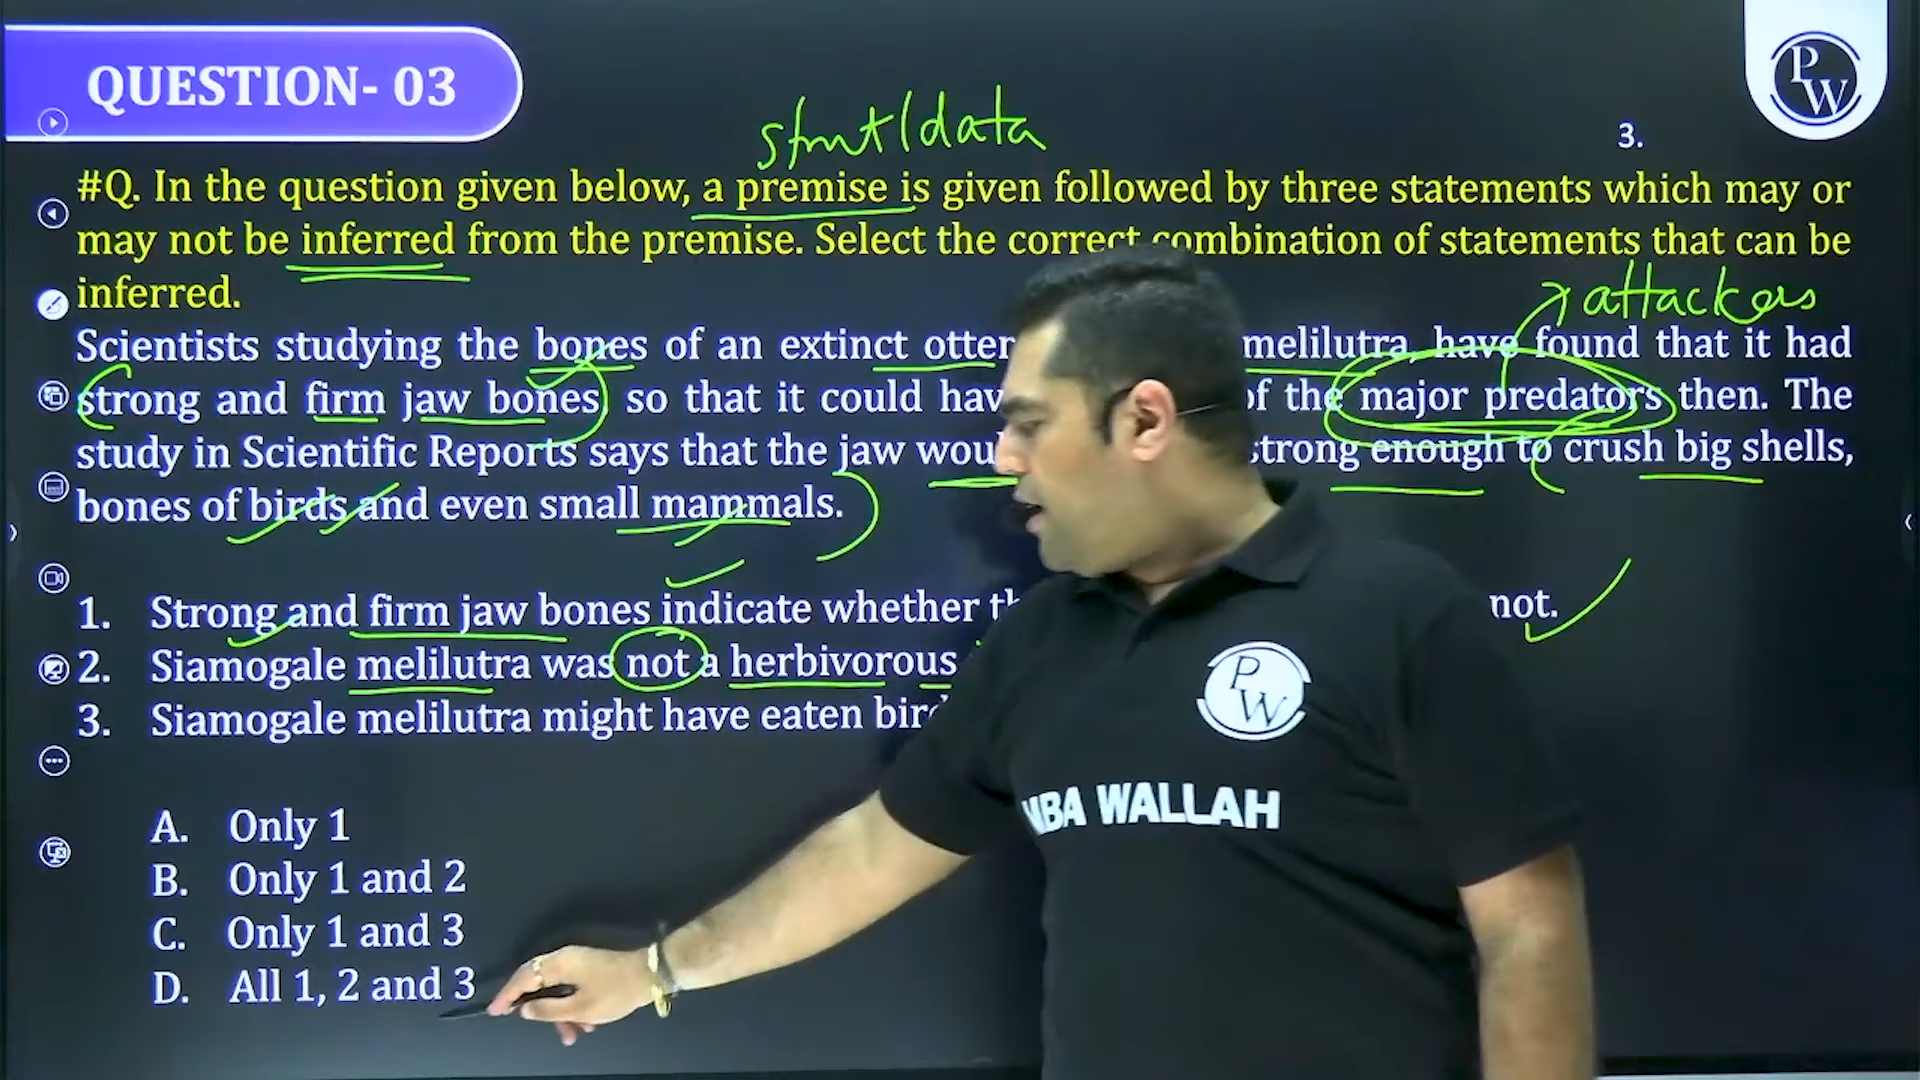 QUESTION- 03
stmt/data
3.
#Q. In the question given below, a premise is given followed by three statements which may or
may not be inferred from the premise. Select the correct combination of statements that can be
inferred.
attackers
Scientists studying the bones of an extinct otter melilutra, have found that it had
strong and firm jaw bones, so that it could of the major predators then. The
study in Scientific Reports says that the jaw strong enough to crush big shells,
bones of birds and even small mammals.
1. Strong and firm jaw bones indicate whether not.
2. Siamogale melilutra was not a herbivorous
3. Siamogale melilutra might have eaten
A. Only 1
B. Only 1 and 2
C. Only 1 and 3
D. All 1, 2 and 3
PW
PW
MBA WALLAH